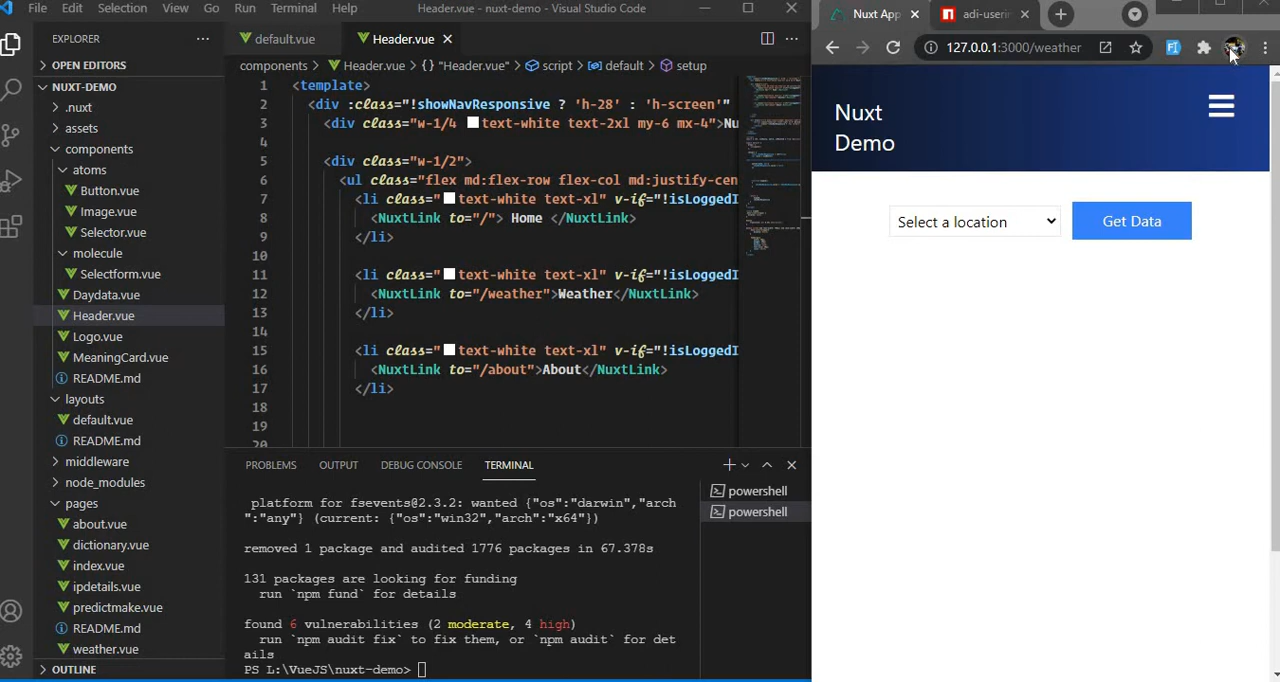 File Edit Selection View Go Run Terminal Help Header.vue - nuxt-demo - Visual Studio Code
EXPLORER
OPEN EDITORS
NUXT-DEMO
.nuxt
assets
components
atoms
Button.vue
Image.vue
Selector.vue
molecule
Selectform.vue
Daydata.vue
Header.vue
Logo.vue
MeaningCard.vue
README.md
layouts
default.vue
README.md
middleware
node_modules
pages
about.vue
dictionary.vue
index.vue
ipdetails.vue
predictmake.vue
README.md
weather.vue
OUTLINE
default.vue Header.vue
components > Header.vue > {} "Header.vue" > script > default > setup
1 <template>
2 <div :class="!showNavResponsive ? 'h-28' : 'h-screen'"
3 <div class="w-1/4 text-white text-2xl my-6 mx-4">Nu
4
5 <div class="w-1/2">
6 <ul class="flex md:flex-row flex-col md:justify-cen
7 <li class="text-white text-xl" v-if="!isLoggedI
8 <NuxtLink to="/"> Home </NuxtLink>
9 </li>
10
11 <li class="text-white text-xl" v-if="!isLoggedI
12 <NuxtLink to="/weather">Weather</NuxtLink>
13 </li>
14
15 <li class="text-white text-xl" v-if="!isLoggedI
16 <NuxtLink to="/about">About</NuxtLink>
17 </li>
18
19
20
PROBLEMS OUTPUT DEBUG CONSOLE TERMINAL
platform for fsevents@2.3.2: wanted {"os":"darwin","arch
":"any"} (current: {"os":"win32","arch":"x64"})
removed 1 package and audited 1776 packages in 67.378s
131 packages are looking for funding
run `npm fund` for details
found 6 vulnerabilities (2 moderate, 4 high)
run `npm audit fix` to fix them, or `npm audit` for det
ails
PS L:\VueJS\nuxt-demo>
powershell
powershell
Nuxt App adi-userin
127.0.0.1:3000/weather
Nuxt
Demo
Select a location Get Data